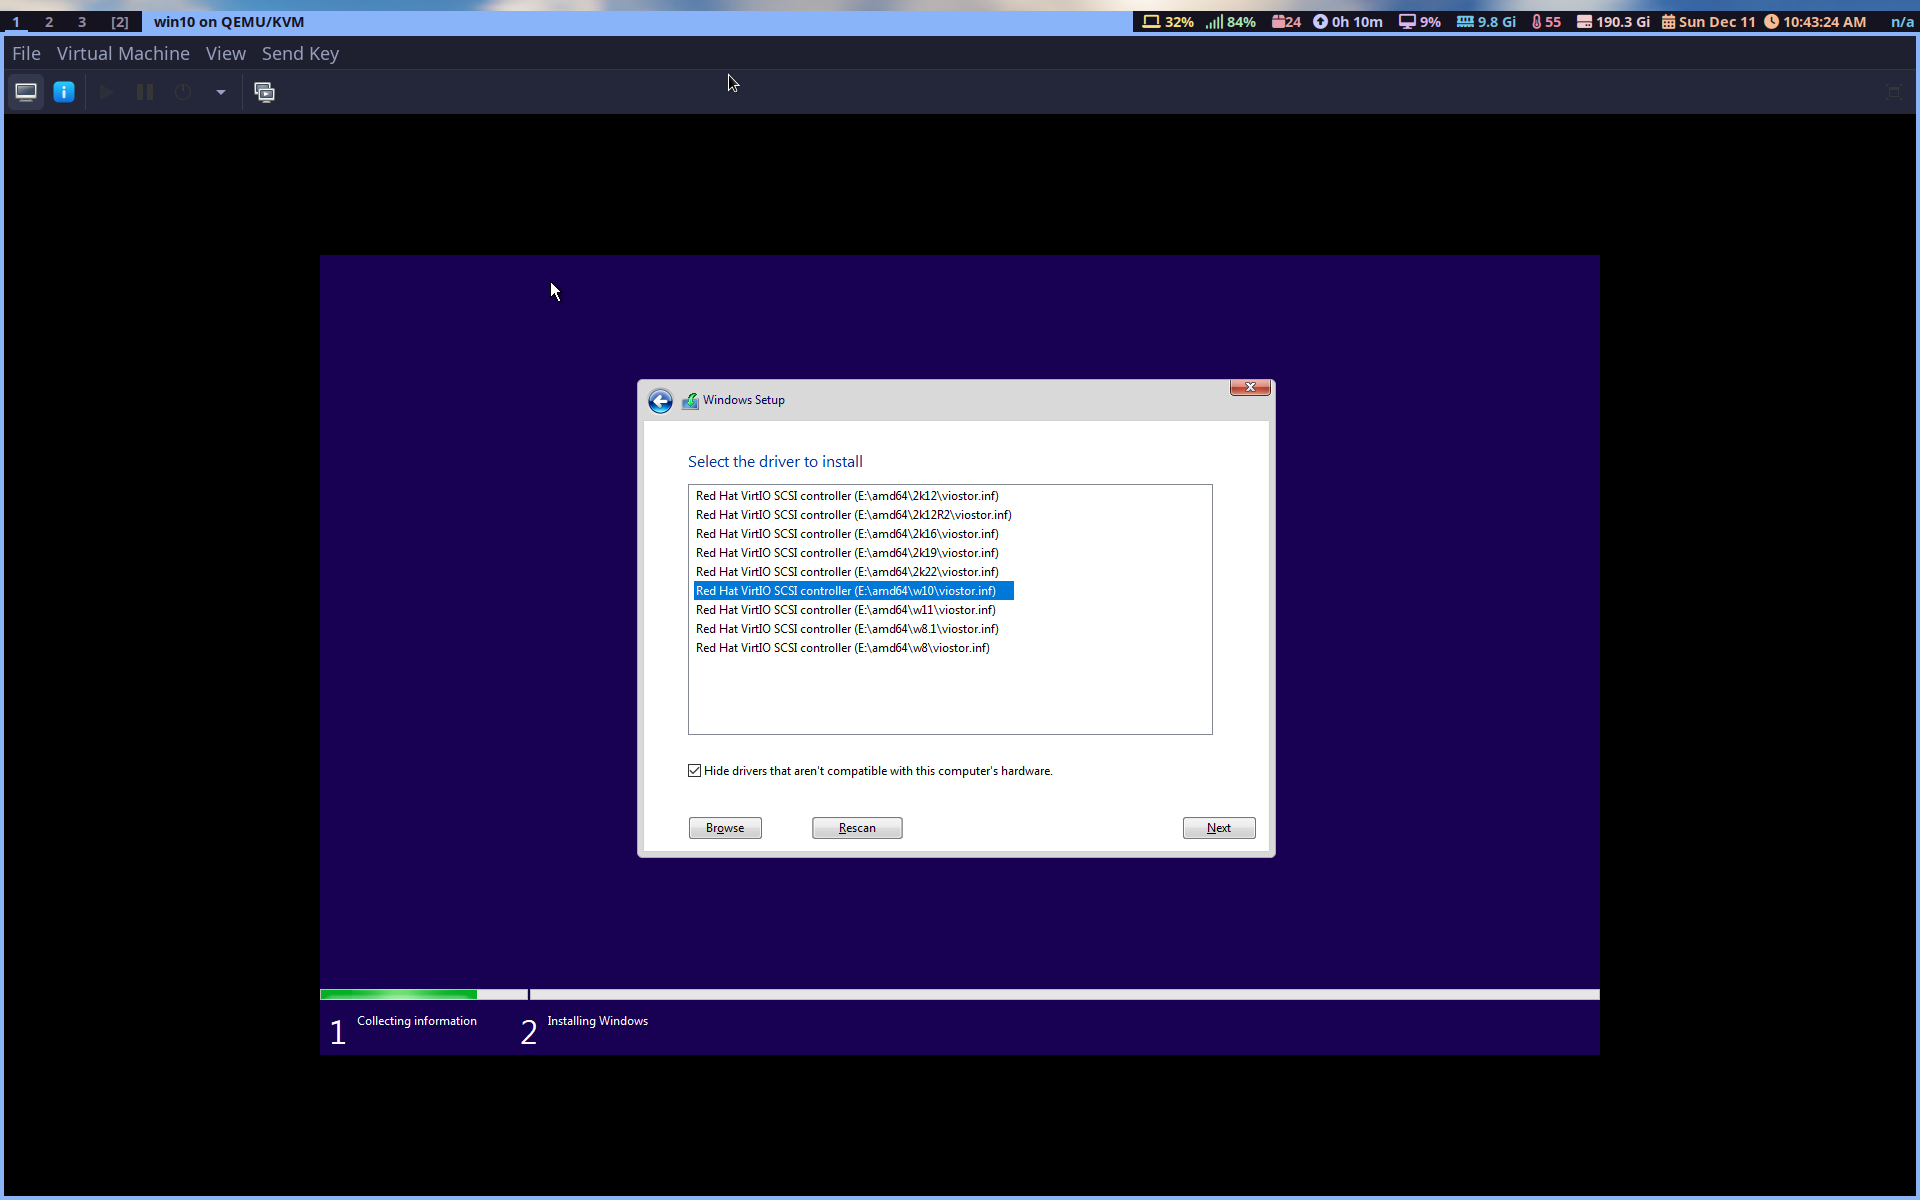 1 2 3 [2] win10 on QEMU/KVM 32% 84% 24 0h 10m 9% 9.8 Gi 55 190.3 Gi Sun Dec 11 10:43:24 AM n/a
File Virtual Machine View Send Key
Windows Setup
Select the driver to install
Red Hat VirtIO SCSI controller (E:\amd64\2k12\viostor.inf)
Red Hat VirtIO SCSI controller (E:\amd64\2k12R2\viostor.inf)
Red Hat VirtIO SCSI controller (E:\amd64\2k16\viostor.inf)
Red Hat VirtIO SCSI controller (E:\amd64\2k19\viostor.inf)
Red Hat VirtIO SCSI controller (E:\amd64\2k22\viostor.inf)
Red Hat VirtIO SCSI controller (E:\amd64\w10\viostor.inf)
Red Hat VirtIO SCSI controller (E:\amd64\w11\viostor.inf)
Red Hat VirtIO SCSI controller (E:\amd64\w8.1\viostor.inf)
Red Hat VirtIO SCSI controller (E:\amd64\w8\viostor.inf)
Hide drivers that aren't compatible with this computer's hardware.
Browse Rescan Next
1 Collecting information 2 Installing Windows